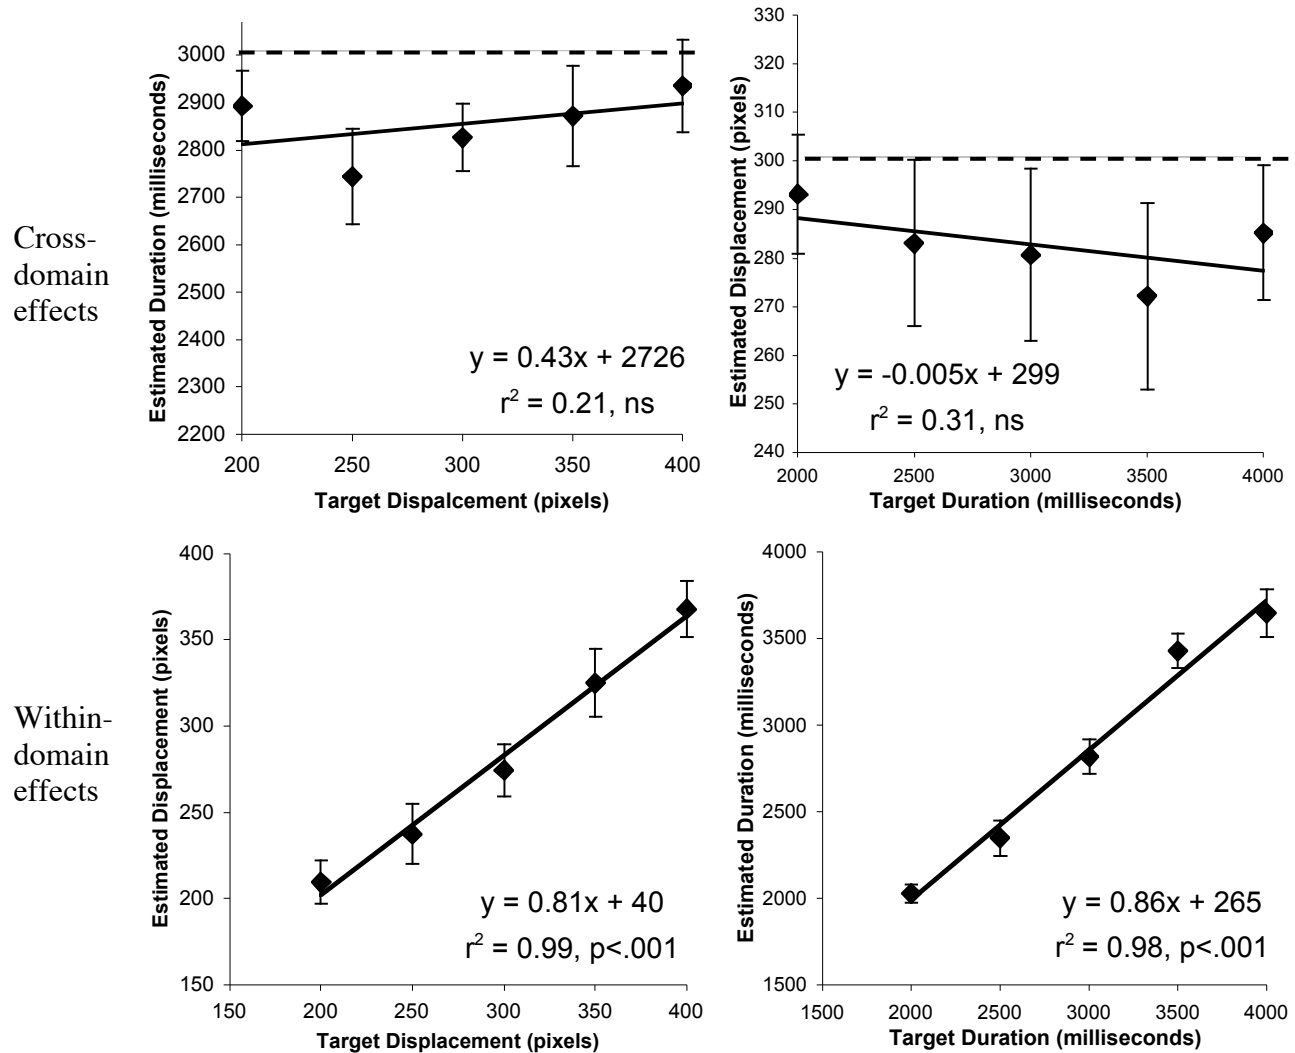 Cross-
domain
effects
Estimated Duration (milliseconds)
3000
2900
2800
2700
2600
2500
2400
2300
2200
y = 0.43x + 2726
r² = 0.21, ns
200 250 300 350 400
Target Dispalcement (pixels)
Estimated Displacement (pixels)
330
320
310
300
290
280
270
260
250
240
y = -0.005x + 299
r² = 0.31, ns
2000 2500 3000 3500 4000
Target Duration (milliseconds)
Within-
domain
effects
Estimated Displacement (pixels)
400
350
300
250
200
150
y = 0.81x + 40
r² = 0.99, p<.001
150 200 250 300 350 400
Target Displacement (pixels)
Estimated Duration (milliseconds)
4000
3500
3000
2500
2000
1500
y = 0.86x + 265
r² = 0.98, p<.001
1500 2000 2500 3000 3500 4000
Target Duration (milliseconds)